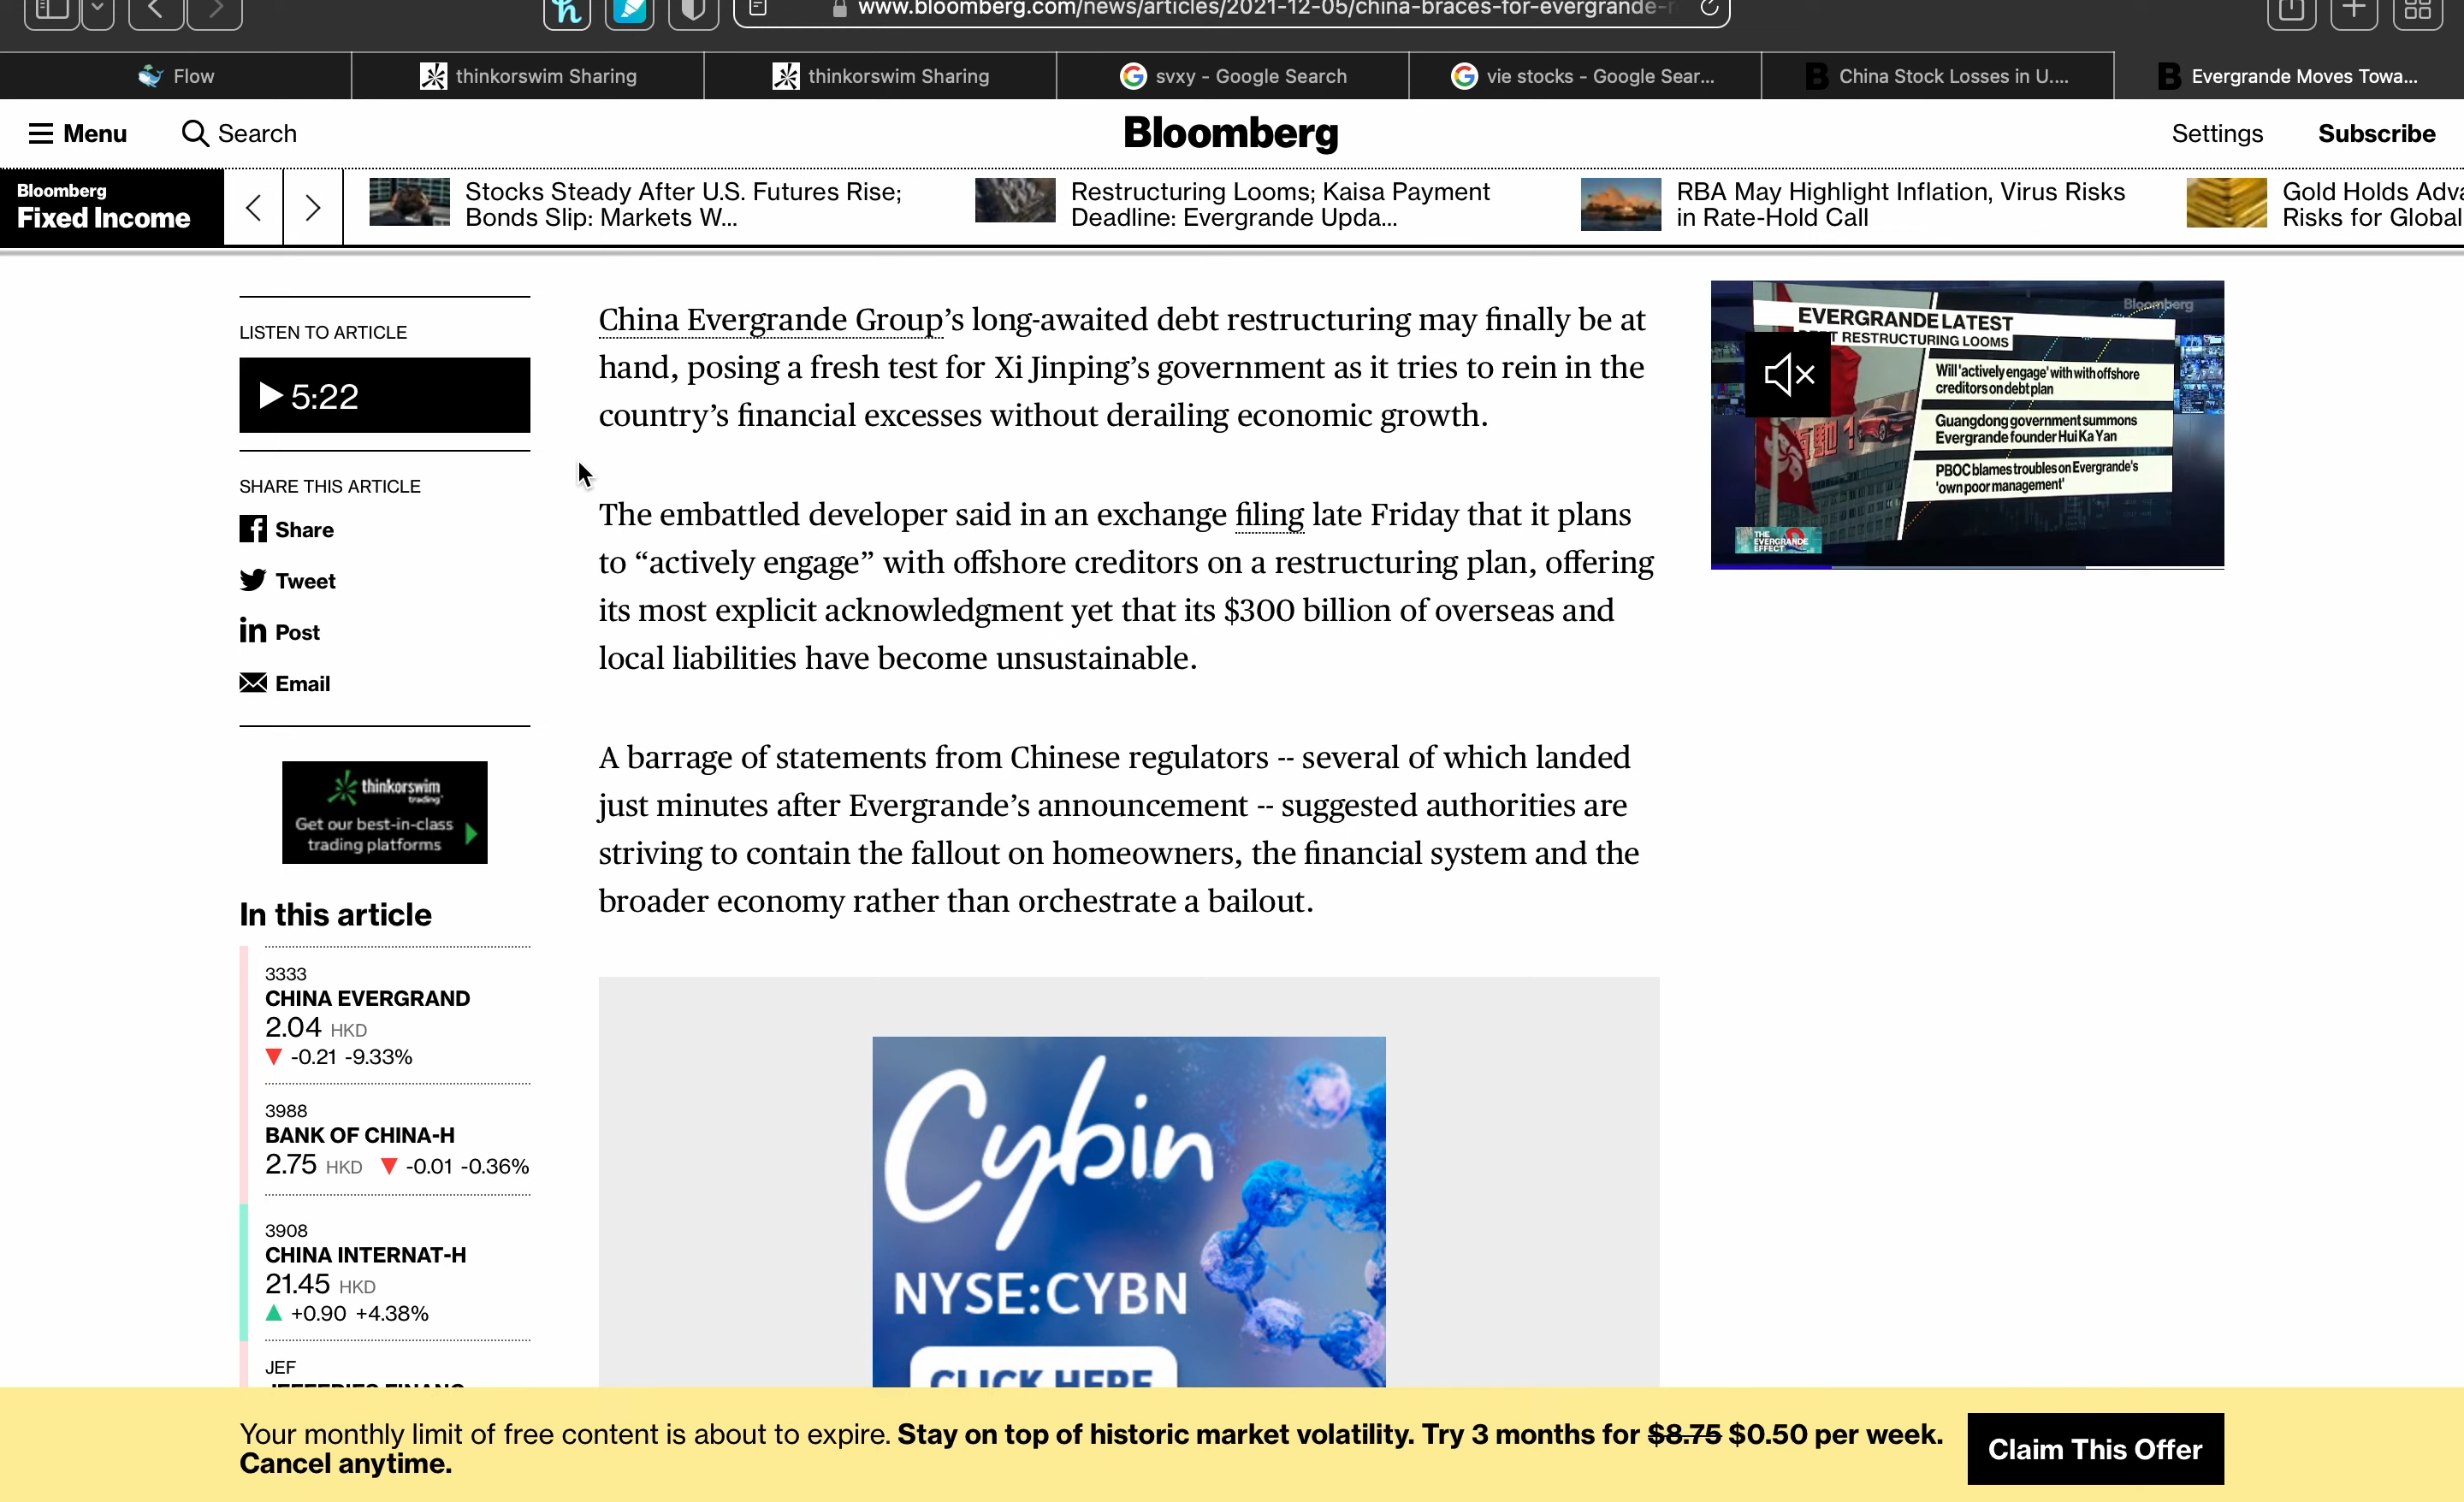 www.bloomberg.com/news/articles/2021-12-05/china-braces-for-evergrande-
Flow
thinkorswim Sharing
thinkorswim Sharing
svxy - Google Search
vie stocks - Google Sear...
China Stock Losses in U....
Evergrande Moves Towa...
Menu
Search
Bloomberg
Settings
Subscribe
Bloomberg
Fixed Income
Stocks Steady After U.S. Futures Rise;
Bonds Slip: Markets W...
Restructuring Looms; Kaisa Payment
Deadline: Evergrande Upda...
RBA May Highlight Inflation, Virus Risks
in Rate-Hold Call
Gold Holds Adva
Risks for Global
LISTEN TO ARTICLE
5:22
SHARE THIS ARTICLE
Share
Tweet
Post
Email
thinkorswim
trading
Get our best-in-class
trading platforms
In this article
3333
CHINA EVERGRAND
2.04 HKD
▼ -0.21 -9.33%
3988
BANK OF CHINA-H
2.75 HKD ▼ -0.01 -0.36%
3908
CHINA INTERNAT-H
21.45 HKD
▲ +0.90 +4.38%
JEF
China Evergrande Group’s long-awaited debt restructuring may finally be at
hand, posing a fresh test for Xi Jinping’s government as it tries to rein in the
country’s financial excesses without derailing economic growth.
The embattled developer said in an exchange filing late Friday that it plans
to “actively engage” with offshore creditors on a restructuring plan, offering
its most explicit acknowledgment yet that its $300 billion of overseas and
local liabilities have become unsustainable.
A barrage of statements from Chinese regulators -- several of which landed
just minutes after Evergrande’s announcement -- suggested authorities are
striving to contain the fallout on homeowners, the financial system and the
broader economy rather than orchestrate a bailout.
Cybin
NYSE:CYBN
CLICK HERE
Bloomberg
EVERGRANDE LATEST
T RESTRUCTURING LOOMS
Will 'actively engage' with with offshore
creditors on debt plan
Guangdong government summons
Evergrande founder Hui Ka Yan
PBOC blames troubles on Evergrande's
'own poor management'
THE
EVERGRANDE
EFFECT
Your monthly limit of free content is about to expire. Stay on top of historic market volatility. Try 3 months for $8.75 $0.50 per week.
Cancel anytime.
Claim This Offer